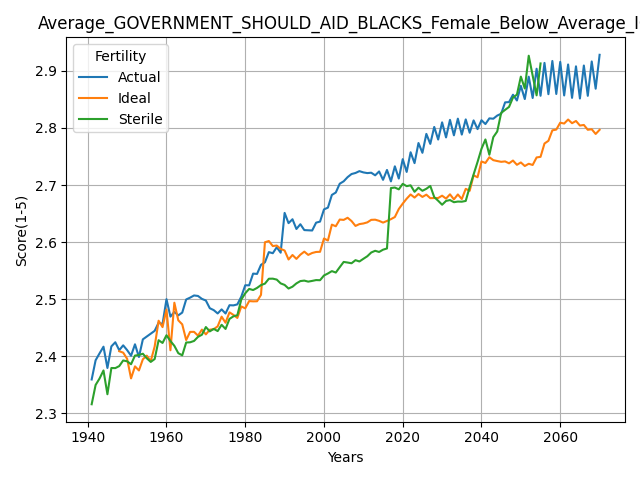 Average_GOVERNMENT_SHOULD_AID_BLACKS_Female_Below_Average_I
Fertility
Actual
Ideal
Sterile
Score(1-5)
2.9
2.8
2.7
2.6
2.5
2.4
2.3
1940 1960 1980 2000 2020 2040 2060
Years